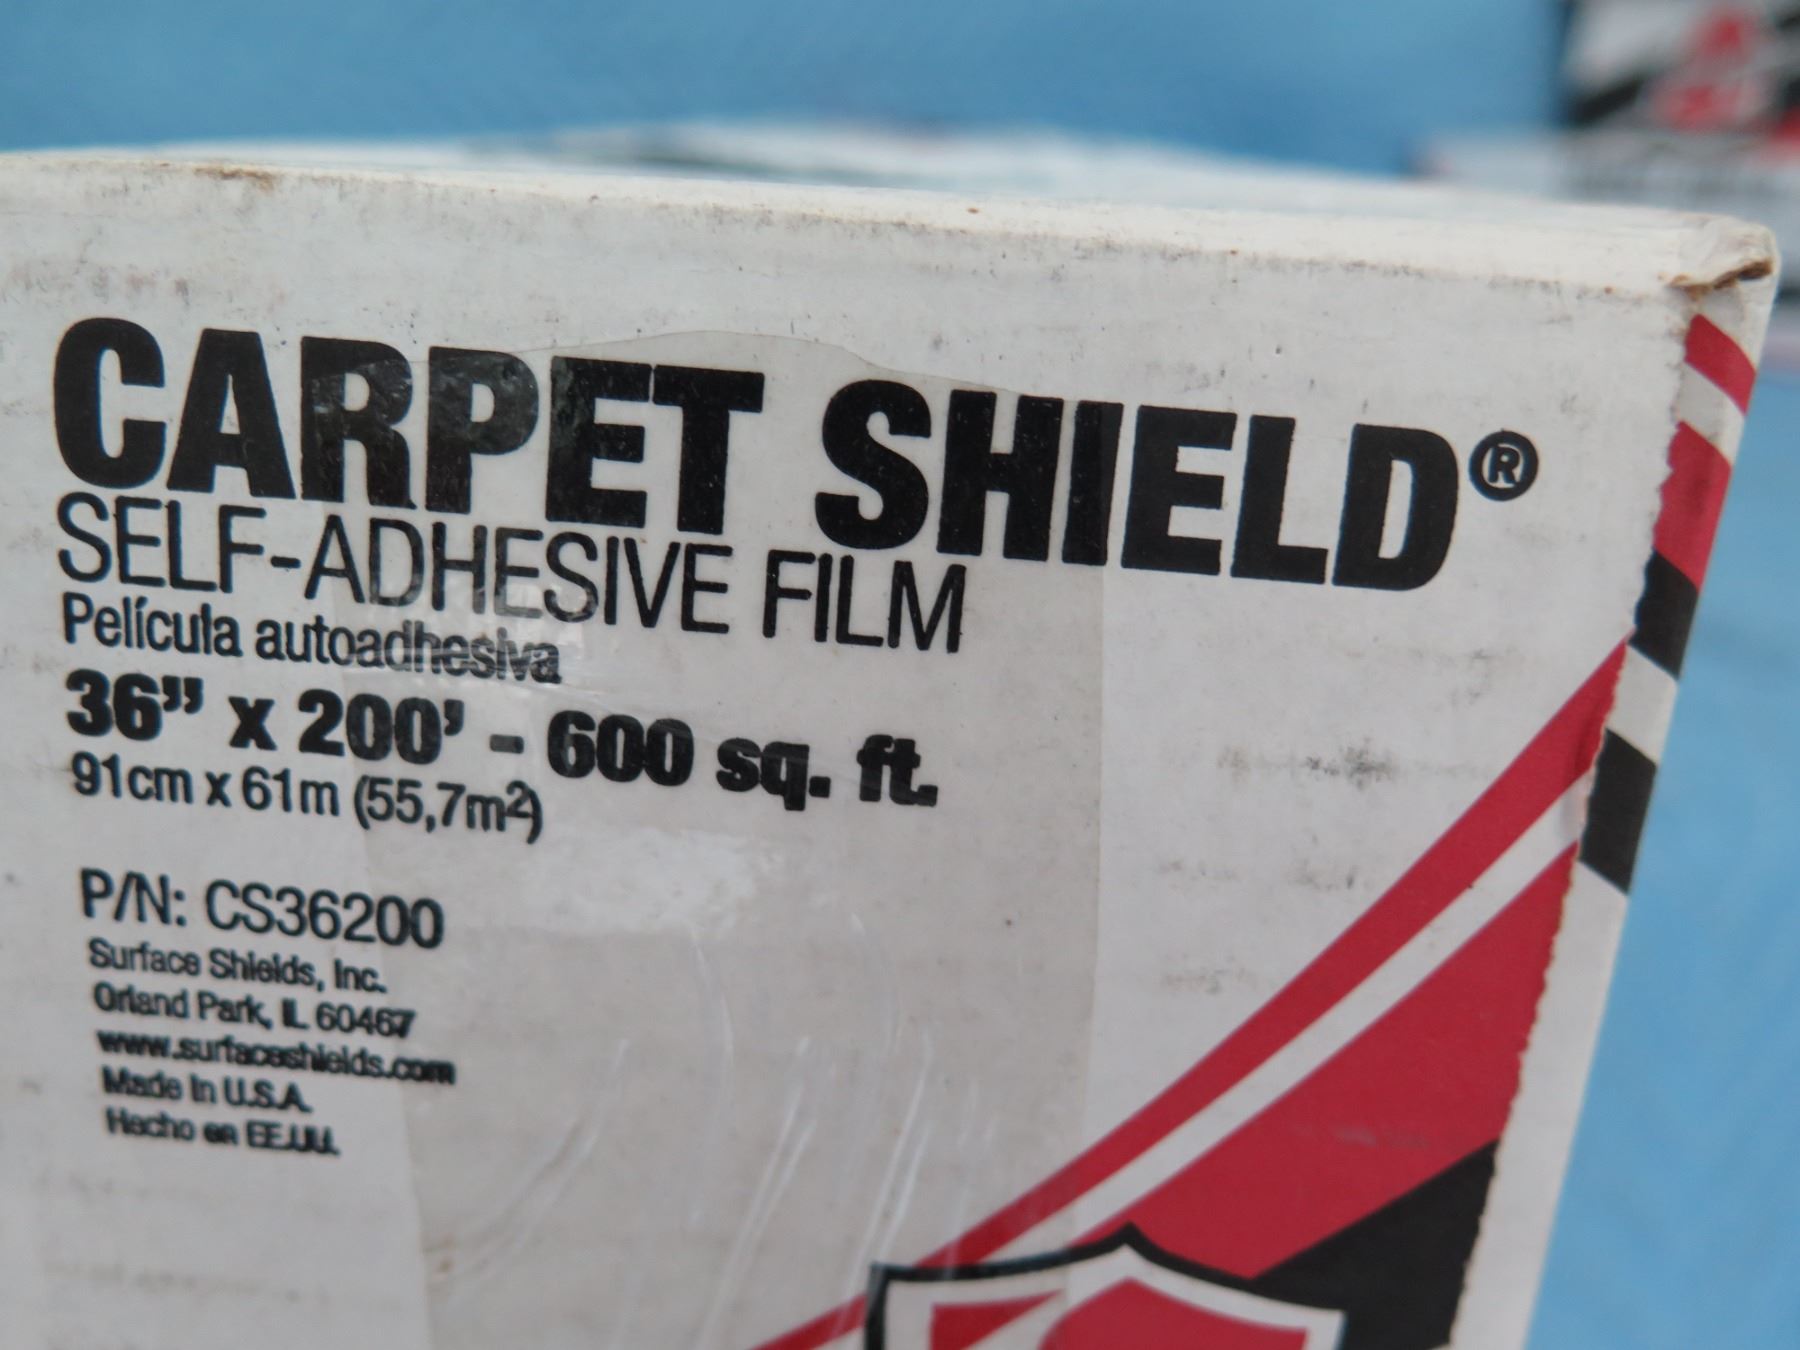 CARPET SHIELD®
SELF-ADHESIVE FILM
Película autoadhesiva
36” x 200’ - 600 sq. ft.
91cm x 61m (55,7m²)
P/N: CS36200
Surface Shields, Inc.
Orland Park, IL 60467
www.surfaceshields.com
Made in U.S.A.
Hecho en EE.UU.